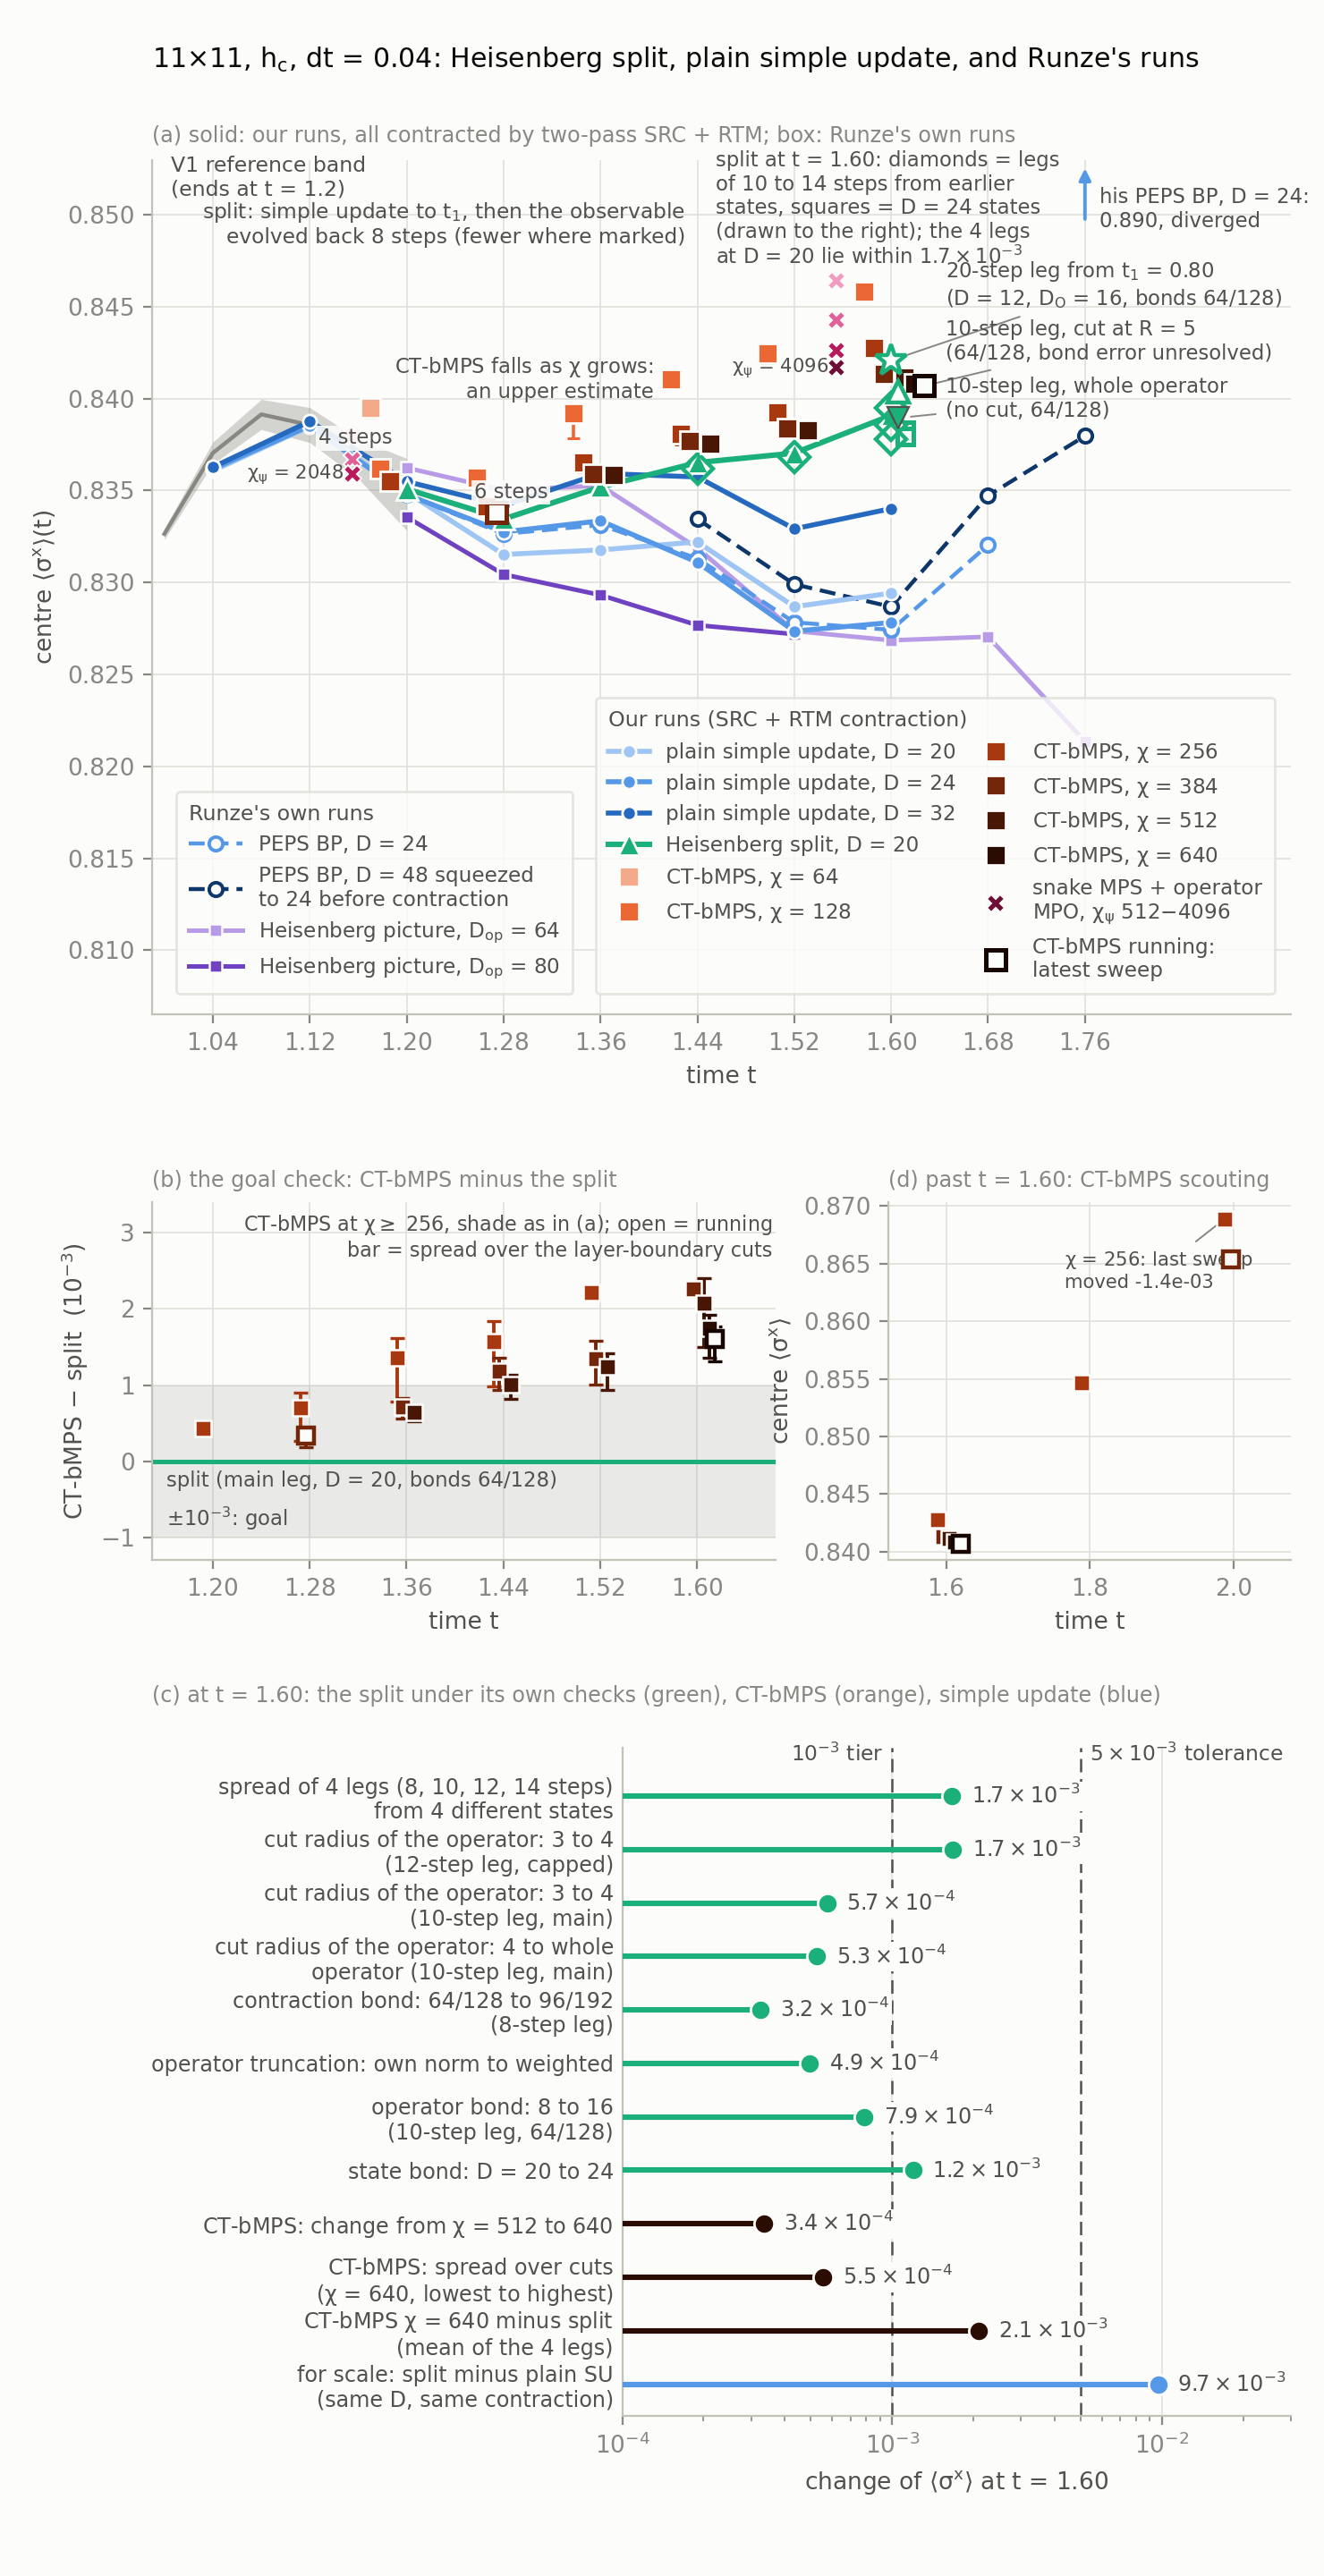 11×11, h_c, dt = 0.04: Heisenberg split, plain simple update, and Runze's runs
(a) solid: our runs, all contracted by two-pass SRC + RTM; box: Runze's own runs
V1 reference band
(ends at t = 1.2)
split: simple update to t₁, then the observable
evolved back 8 steps (fewer where marked)
split at t = 1.60: diamonds = legs
of 10 to 14 steps from earlier
states, squares = D = 24 states
(drawn to the right); the 4 legs
at D = 20 lie within 1.7 × 10⁻³
his PEPS BP, D = 24:
0.890, diverged
20-step leg from t₁ = 0.80
(D = 12, D_O = 16, bonds 64/128)
10-step leg, cut at R = 5
(64/128, bond error unresolved)
10-step leg, whole operator
(no cut, 64/128)
CT-bMPS falls as χ grows:
an upper estimate
χ_ψ = 4096
4 steps
χ_ψ = 2048
6 steps
0.850
0.845
0.840
0.835
0.830
0.825
0.820
0.815
0.810
centre ⟨σˣ⟩(t)
Runze's own runs
PEPS BP, D = 24
PEPS BP, D = 48 squeezed
to 24 before contraction
Heisenberg picture, D_op = 64
Heisenberg picture, D_op = 80
Our runs (SRC + RTM contraction)
plain simple update, D = 20
plain simple update, D = 24
plain simple update, D = 32
Heisenberg split, D = 20
CT-bMPS, χ = 64
CT-bMPS, χ = 128
CT-bMPS, χ = 256
CT-bMPS, χ = 384
CT-bMPS, χ = 512
CT-bMPS, χ = 640
snake MPS + operator
MPO, χ_ψ 512−4096
CT-bMPS running:
latest sweep
1.04 1.12 1.20 1.28 1.36 1.44 1.52 1.60 1.68 1.76
time t
(b) the goal check: CT-bMPS minus the split
CT-bMPS at χ ≥ 256, shade as in (a); open = running
bar = spread over the layer-boundary cuts
3
2
1
0
−1
CT-bMPS − split (10⁻³)
split (main leg, D = 20, bonds 64/128)
±10⁻³: goal
1.20 1.28 1.36 1.44 1.52 1.60
time t
(d) past t = 1.60: CT-bMPS scouting
0.870
0.865
0.860
0.855
0.850
0.845
0.840
centre ⟨σˣ⟩
χ = 256: last sweep
moved -1.4e-03
1.6 1.8 2.0
time t
(c) at t = 1.60: the split under its own checks (green), CT-bMPS (orange), simple update (blue)
10⁻³ tier
5 × 10⁻³ tolerance
spread of 4 legs (8, 10, 12, 14 steps)
from 4 different states
1.7 × 10⁻³
cut radius of the operator: 3 to 4
(12-step leg, capped)
1.7 × 10⁻³
cut radius of the operator: 3 to 4
(10-step leg, main)
5.7 × 10⁻⁴
cut radius of the operator: 4 to whole
operator (10-step leg, main)
5.3 × 10⁻⁴
contraction bond: 64/128 to 96/192
(8-step leg)
3.2 × 10⁻⁴
operator truncation: own norm to weighted
4.9 × 10⁻⁴
operator bond: 8 to 16
(10-step leg, 64/128)
7.9 × 10⁻⁴
state bond: D = 20 to 24
1.2 × 10⁻³
CT-bMPS: change from χ = 512 to 640
3.4 × 10⁻⁴
CT-bMPS: spread over cuts
(χ = 640, lowest to highest)
5.5 × 10⁻⁴
CT-bMPS χ = 640 minus split
(mean of the 4 legs)
2.1 × 10⁻³
for scale: split minus plain SU
(same D, same contraction)
9.7 × 10⁻³
10⁻⁴ 10⁻³ 10⁻²
change of ⟨σˣ⟩ at t = 1.60